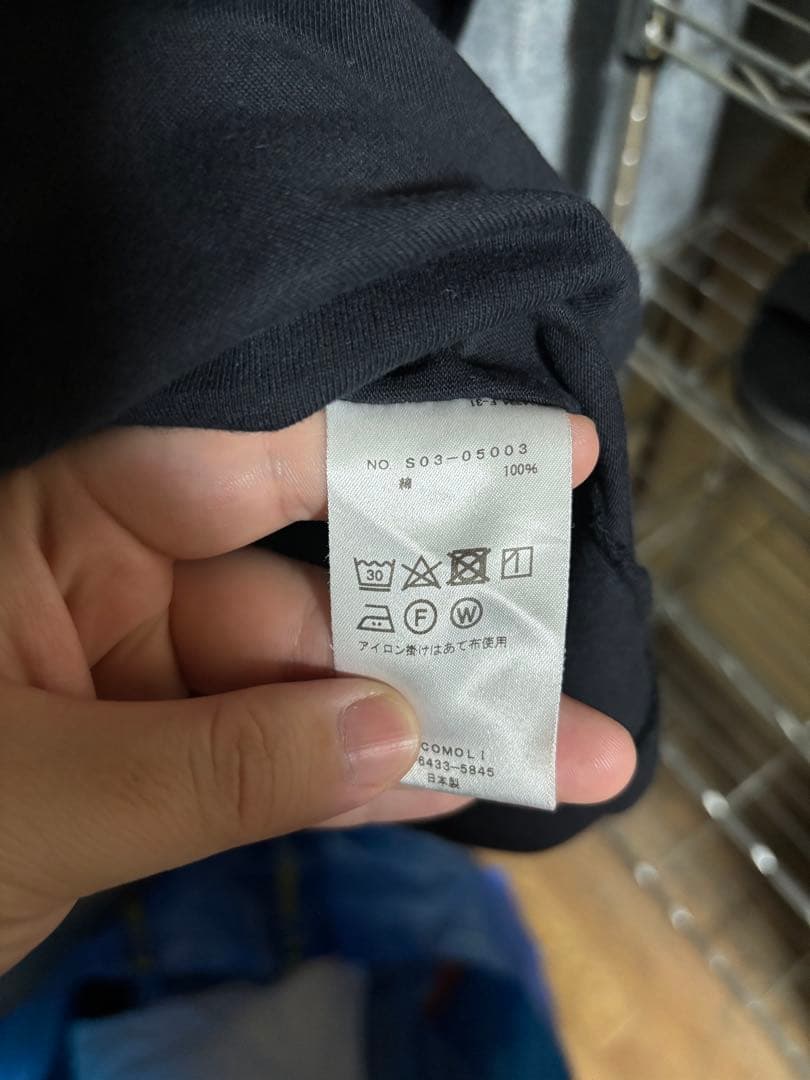 NO. S03-05003
綿 100%
30
F W
アイロン掛けはあて布使用
COMOLI
6433-5845
日本製